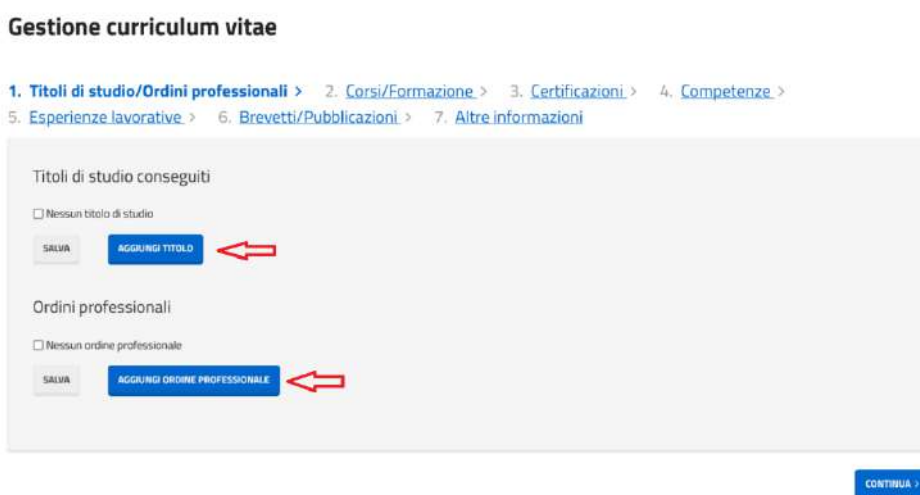 Gestione curriculum vitae
1. Titoli di studio/Ordini professionali > 2. Corsi/Formazione > 3. Certificazioni > 4. Competenze >
5. Esperienze lavorative > 6. Brevetti/Pubblicazioni > 7. Altre informazioni
Titoli di studio conseguiti
Nessun titolo di studio
SALVA AGGIUNGI TITOLO
Ordini professionali
Nessun ordine professionale
SALVA AGGIUNGI ORDINE PROFESSIONALE
CONTINUA >